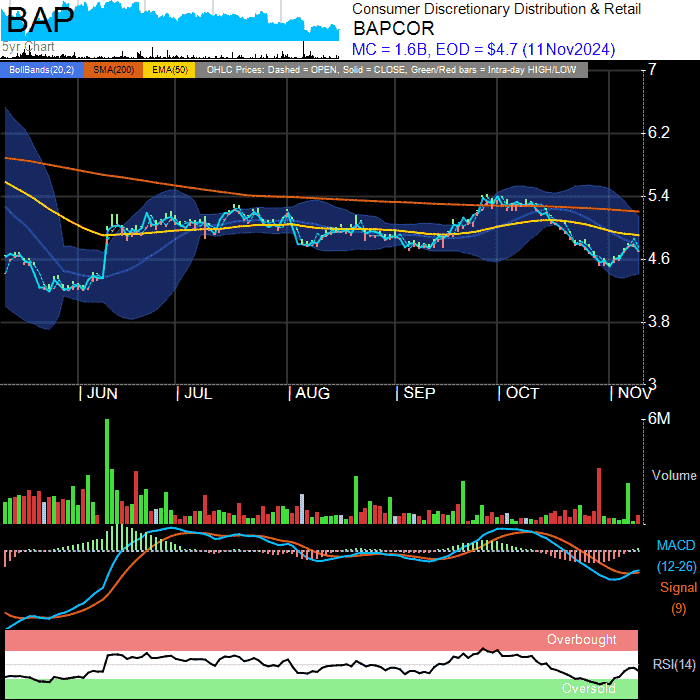 BAP
5yr Chart
Consumer Discretionary Distribution & Retail
BAPCOR
MC = 1.6B, EOD = $4.7 (11Nov2024)
BollBands(20,2) SMA(200) EMA(50) OHLC Prices: Dashed = OPEN, Solid = CLOSE, Green/Red bars = Intra-day HIGH/LOW
7
6.2
5.4
4.6
3.8
3
JUN JUL AUG SEP OCT NOV
6M
Volume
MACD
(12-26)
Signal
(9)
Overbought
RSI(14)
Oversold